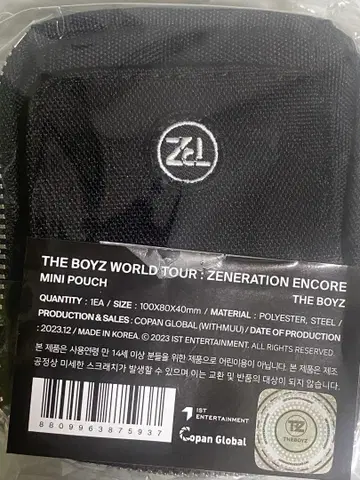 THE BOYZ WORLD TOUR : ZENERATION ENCORE
MINI POUCH
THE BOYZ
QUANTITY : 1EA / SIZE : 100X80X40mm / MATERIAL : POLYESTER, STEEL /
PRODUCTION & SALES : COPAN GLOBAL (WITHMUU) / DATE OF PRODUCTION
: 2023.12 / MADE IN KOREA. © 2023 IST ENTERTAINMENT. ALL RIGHTS RESERVED.
본 제품은 사용연령 만 14세 이상 분들을 위한 제품으로 어린이용이 아닙니다. 본 제품은 제조
공정상 미세한 스크래치가 발생할 수 있으며 이는 교환 및 반품의 대상이 되지 않습니다.
8809963875937
IST
ENTERTAINMENT
Copan Global
THEBOYZ